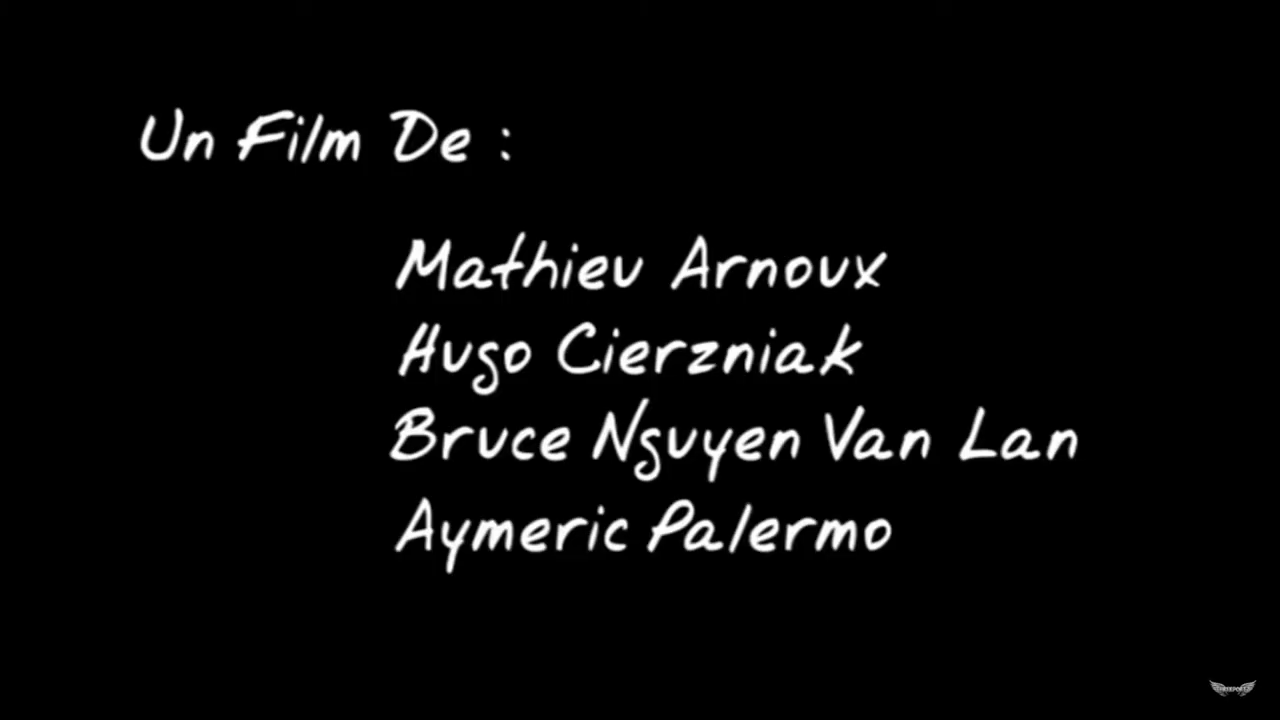 Un Film De :
Mathieu Arnoux
Hugo Cierzniak
Bruce Nguyen Van Lan
Aymeric Palermo